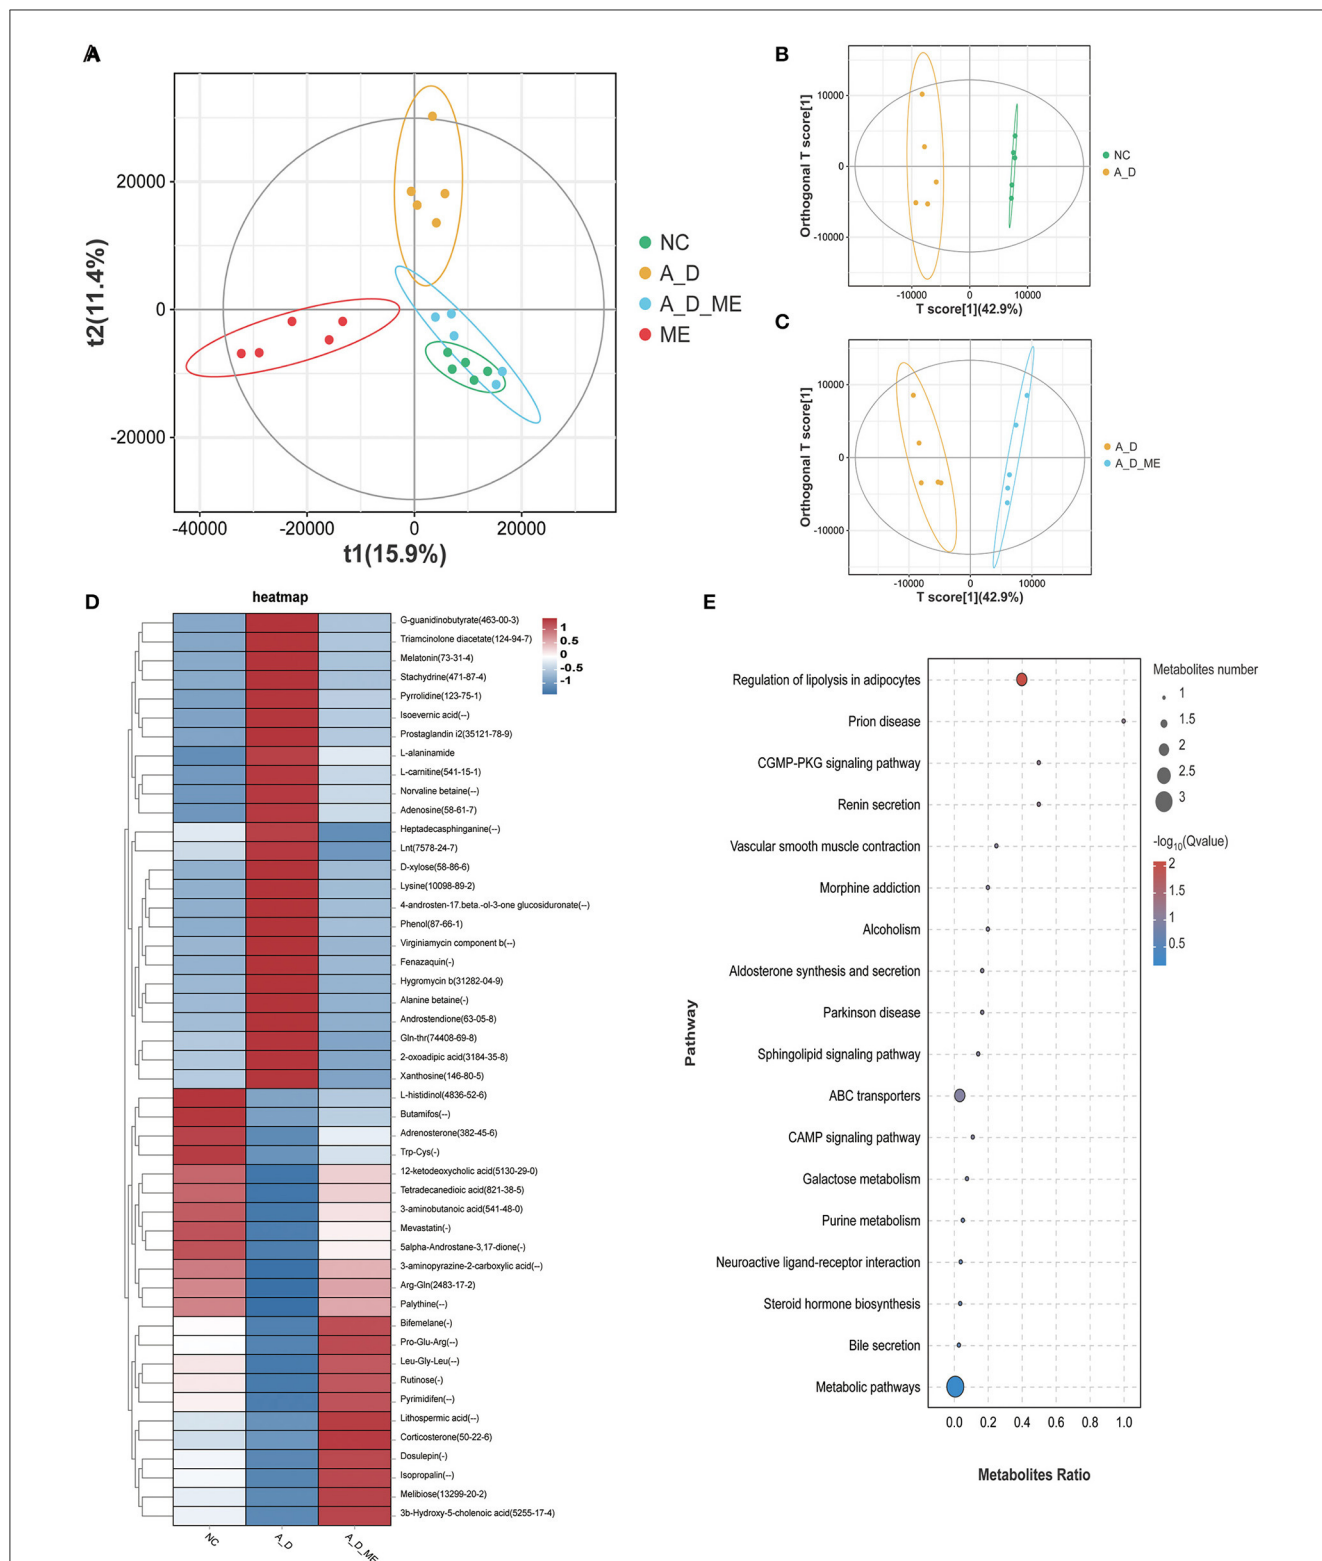 A
20000
0
-20000
-40000
-20000
0
20000
t1(15.9%)
t2(11.4%)
NC
A_D
A_D_ME
ME
B
10000
0
-10000
-10000
0
10000
T score[1](42.9%)
Orthogonal T score[1]
NC
A_D
C
10000
0
-10000
-10000
0
10000
T score[1](42.9%)
Orthogonal T score[1]
A_D
A_D_ME
D
heatmap
G-guanidinobutyrate(463-00-3)
Triamcinolone diacetate(124-94-7)
Melatonin(73-31-4)
Stachydrine(471-87-4)
Pyrrolidine(123-75-1)
Isoevernic acid(--)
Prostaglandin i2(35121-78-9)
L-alaninamide
L-carnitine(541-15-1)
Norvaline betaine(--)
Adenosine(58-61-7)
Heptadecasphinganine(--)
Lnt(7578-24-7)
D-xylose(58-86-6)
Lysine(10098-89-2)
4-androsten-17.beta.-ol-3-one glucosiduronate(--)
Phenol(87-66-1)
Virginiamycin component b(--)
Fenazaquin(-)
Hygromycin b(31282-04-9)
Alanine betaine(-)
Androstendione(63-05-8)
Gln-thr(74408-69-8)
2-oxoadipic acid(3184-35-8)
Xanthosine(146-80-5)
L-histidinol(4836-52-6)
Butamifos(--)
Adrenosterone(382-45-6)
Trp-Cys(-)
12-ketodeoxycholic acid(5130-29-0)
Tetradecanedioic acid(821-38-5)
3-aminobutanoic acid(541-48-0)
Mevastatin(-)
5alpha-Androstane-3,17-dione(-)
3-aminopyrazine-2-carboxylic acid(--)
Arg-Gln(2483-17-2)
Palythine(--)
Bifemelane(-)
Pro-Glu-Arg(--)
Leu-Gly-Leu(--)
Rutinose(-)
Pyrimidifen(--)
Lithospermic acid(--)
Corticosterone(50-22-6)
Dosulepin(-)
Isopropalin(--)
Melibiose(13299-20-2)
3b-Hydroxy-5-cholenoic acid(5255-17-4)
NC
A_D
A_D_ME
1
0.5
0
-0.5
-1
E
Pathway
Regulation of lipolysis in adipocytes
Prion disease
CGMP-PKG signaling pathway
Renin secretion
Vascular smooth muscle contraction
Morphine addiction
Alcoholism
Aldosterone synthesis and secretion
Parkinson disease
Sphingolipid signaling pathway
ABC transporters
CAMP signaling pathway
Galactose metabolism
Purine metabolism
Neuroactive ligand-receptor interaction
Steroid hormone biosynthesis
Bile secretion
Metabolic pathways
0.0
0.2
0.4
0.6
0.8
1.0
Metabolites Ratio
Metabolites number
1
1.5
2
2.5
3
-log10(Qvalue)
2
1.5
1
0.5